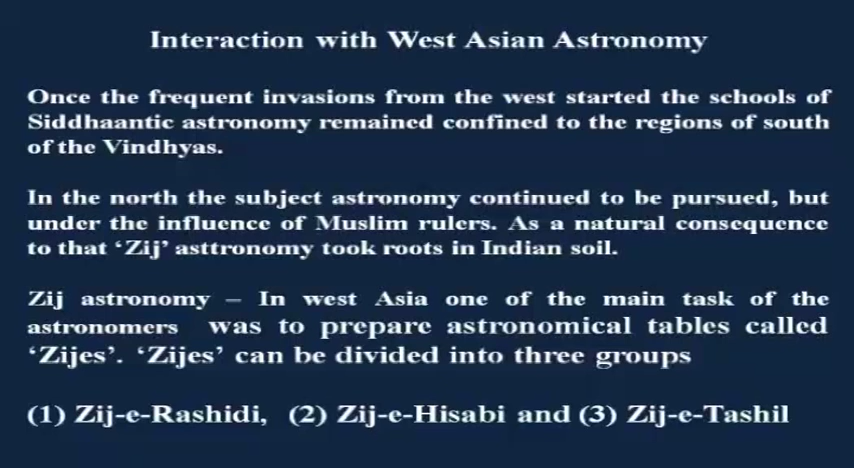 Interaction with West Asian Astronomy
Once the frequent invasions from the west started the schools of
Siddhaantic astronomy remained confined to the regions of south
of the Vindhyas.
In the north the subject astronomy continued to be pursued, but
under the influence of Muslim rulers. As a natural consequence
to that ‘Zij’ asttronomy took roots in Indian soil.
Zij astronomy – In west Asia one of the main task of the
astronomers was to prepare astronomical tables called
‘Zijes’. ‘Zijes’ can be divided into three groups
(1) Zij-e-Rashidi, (2) Zij-e-Hisabi and (3) Zij-e-Tashil